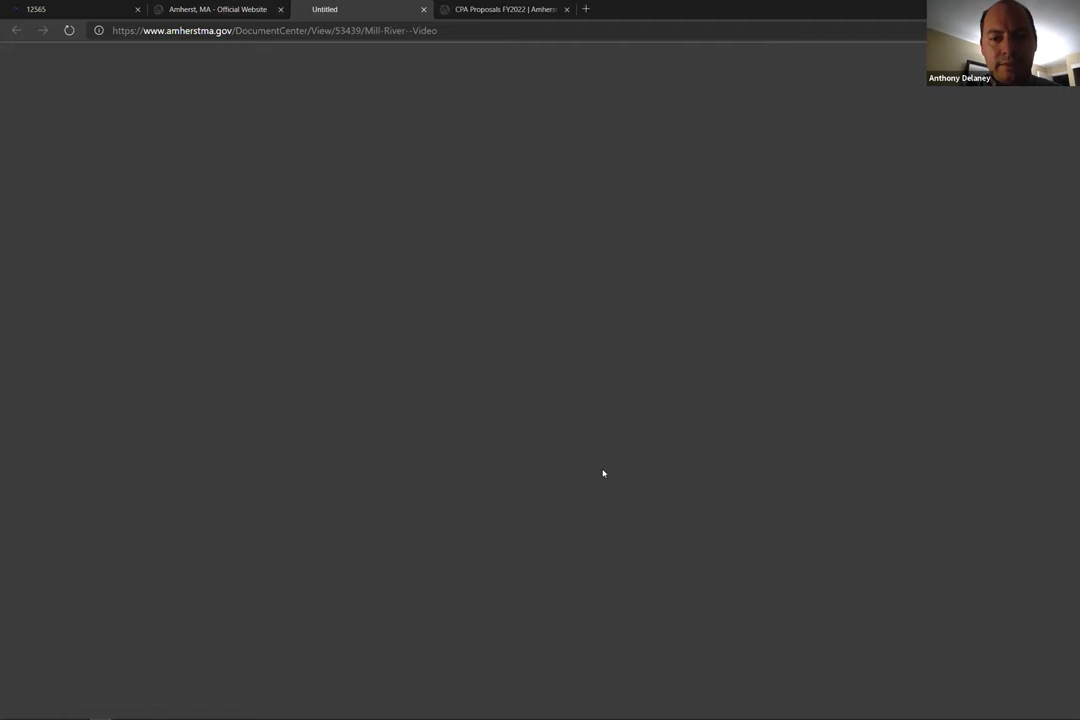 12565
Amherst, MA - Official Website
Untitled
CPA Proposals FY2022 | Amhers
https://www.amherstma.gov/DocumentCenter/View/53439/Mill-River--Video
Anthony Delaney